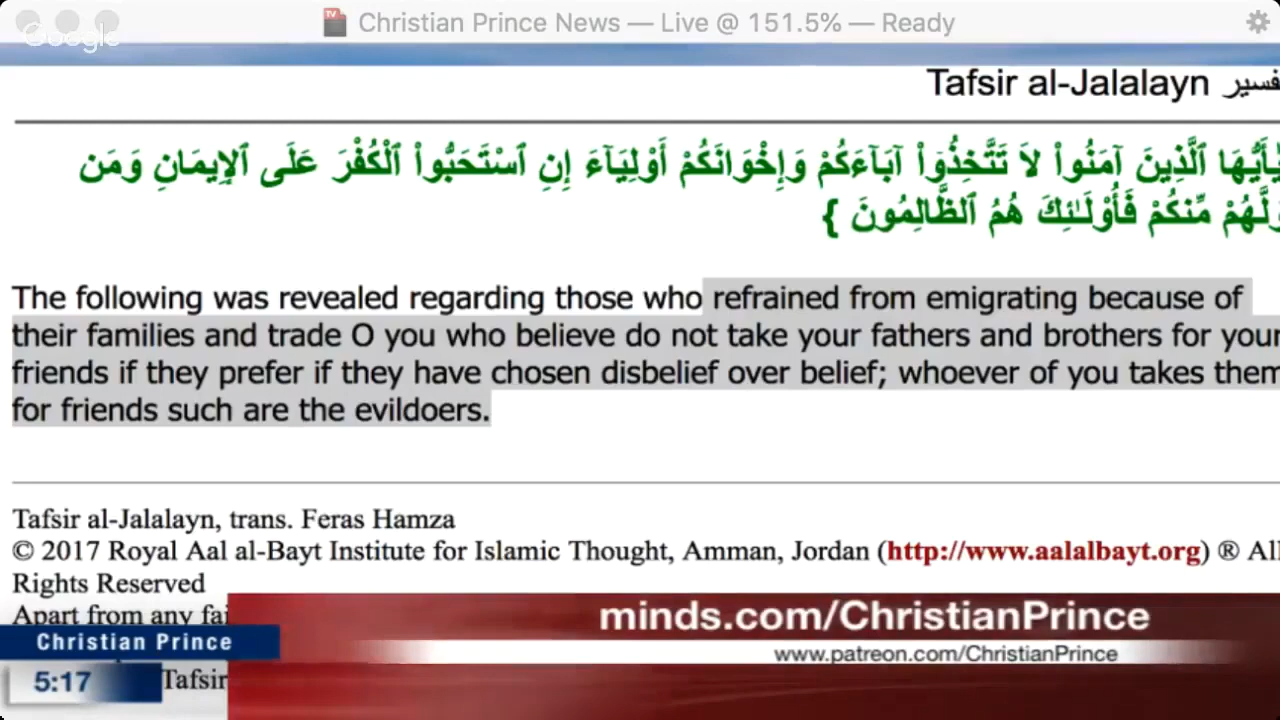 Christian Prince News — Live @ 151.5% — Ready
Google
Tafsir al-Jalalayn فسير
يٰأَيُّهَا ٱلَّذِينَ آمَنُواْ لاَ تَتَّخِذُوۤاْ آبَآءَكُمْ وَإِخْوَانَكُمْ أَوْلِيَآءَ إِنِ ٱسْتَحَبُّواْ ٱلْكُفْرَ عَلَى ٱلإِيمَانِ وَمَن
وَلَّهُمْ مِّنكُمْ فَأُوْلَـٰئِكَ هُمُ ٱلظَّالِمُونَ }
The following was revealed regarding those who refrained from emigrating because of
their families and trade O you who believe do not take your fathers and brothers for your
friends if they prefer if they have chosen disbelief over belief; whoever of you takes them
for friends such are the evildoers.
Tafsir al-Jalalayn, trans. Feras Hamza
© 2017 Royal Aal al-Bayt Institute for Islamic Thought, Amman, Jordan (http://www.aalalbayt.org) ® All
Rights Reserved
Apart from any fai
minds.com/ChristianPrince
Christian Prince
www.patreon.com/ChristianPrince
5:17
Tafsir